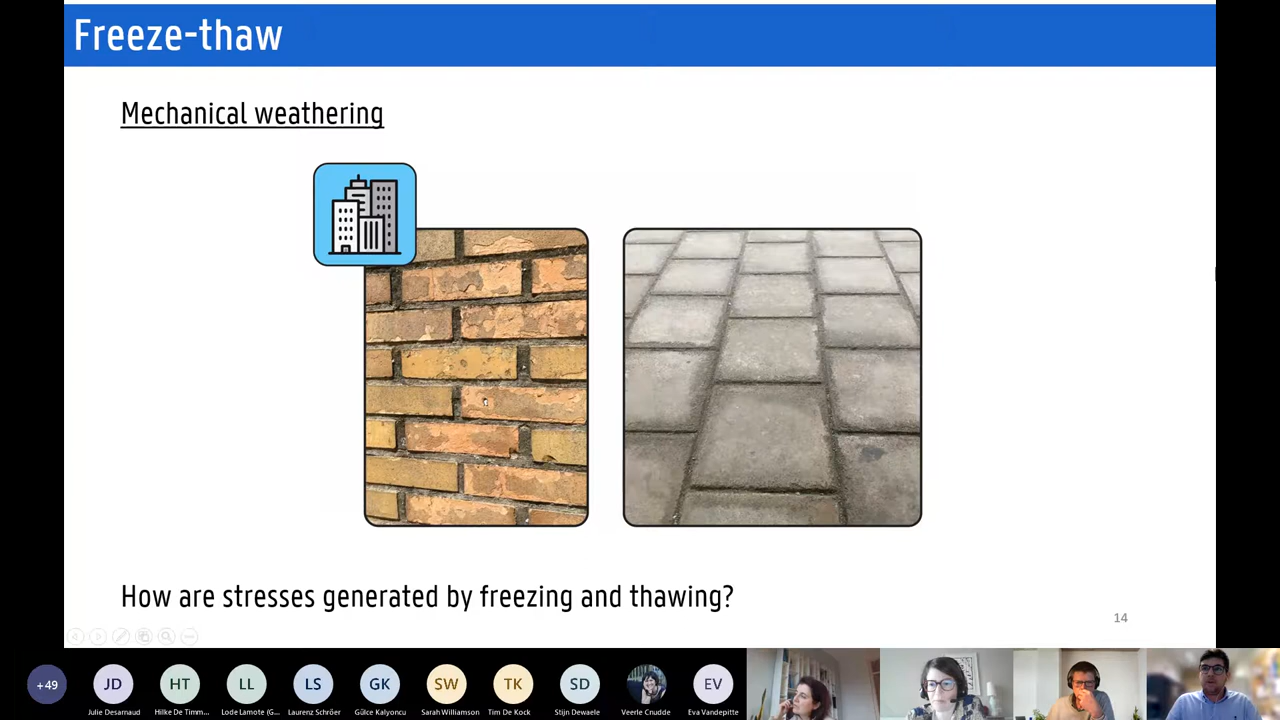 Freeze-thaw
Mechanical weathering
How are stresses generated by freezing and thawing?
14
+49
JD
HT
LL
LS
GK
SW
TK
SD
EV
Julie Desarnaud
Hilke De Timm...
Lode Lamote (G...
Laurenz Schröer
Gülce Kalyoncu
Sarah Williamson
Tim De Kock
Stijn Dewaele
Veerle Cnudde
Eva Vandepitte